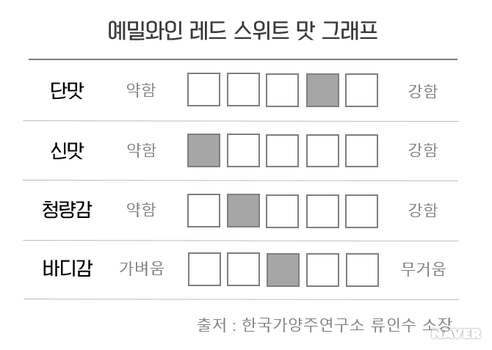 예밀와인 레드 스위트 맛 그래프
단맛 약함 강함
신맛 약함 강함
청량감 약함 강함
바디감 가벼움 무거움
출저 : 한국가양주연구소 류인수 소장
NAVER